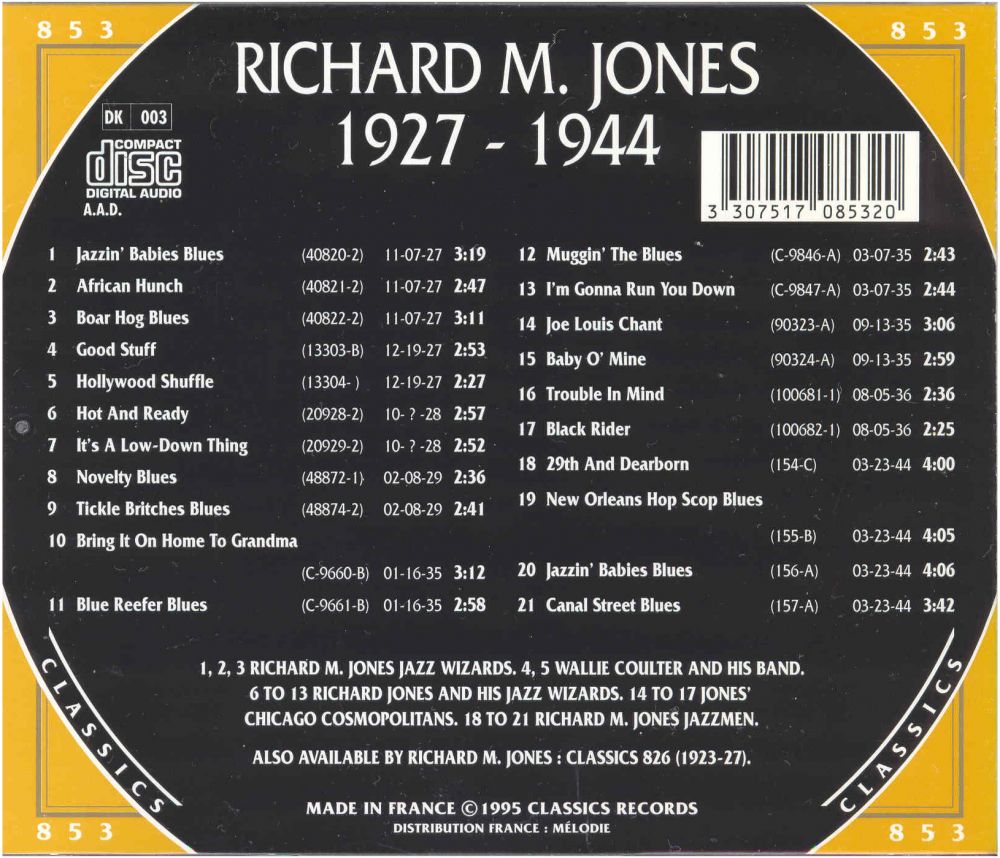 8 5 3
8 5 3
RICHARD M. JONES
1927 - 1944
DK 003
COMPACT
disc
DIGITAL AUDIO
A.A.D.
3 307517 085320
1 Jazzin' Babies Blues (40820-2) 11-07-27 3:19
2 African Hunch (40821-2) 11-07-27 2:47
3 Boar Hog Blues (40822-2) 11-07-27 3:11
4 Good Stuff (13303-B) 12-19-27 2:53
5 Hollywood Shuffle (13304- ) 12-19-27 2:27
6 Hot And Ready (20928-2) 10- ? -28 2:57
7 It's A Low-Down Thing (20929-2) 10- ? -28 2:52
8 Novelty Blues (48872-1) 02-08-29 2:36
9 Tickle Britches Blues (48874-2) 02-08-29 2:41
10 Bring It On Home To Grandma
(C-9660-B) 01-16-35 3:12
11 Blue Reefer Blues (C-9661-B) 01-16-35 2:58
12 Muggin' The Blues (C-9846-A) 03-07-35 2:43
13 I'm Gonna Run You Down (C-9847-A) 03-07-35 2:44
14 Joe Louis Chant (90323-A) 09-13-35 3:06
15 Baby O' Mine (90324-A) 09-13-35 2:59
16 Trouble In Mind (100681-1) 08-05-36 2:36
17 Black Rider (100682-1) 08-05-36 2:25
18 29th And Dearborn (154-C) 03-23-44 4:00
19 New Orleans Hop Scop Blues
(155-B) 03-23-44 4:05
20 Jazzin' Babies Blues (156-A) 03-23-44 4:06
21 Canal Street Blues (157-A) 03-23-44 3:42
1, 2, 3 RICHARD M. JONES JAZZ WIZARDS. 4, 5 WALLIE COULTER AND HIS BAND.
6 TO 13 RICHARD JONES AND HIS JAZZ WIZARDS. 14 TO 17 JONES'
CHICAGO COSMOPOLITANS. 18 TO 21 RICHARD M. JONES JAZZMEN.
ALSO AVAILABLE BY RICHARD M. JONES : CLASSICS 826 (1923-27).
MADE IN FRANCE © 1995 CLASSICS RECORDS
DISTRIBUTION FRANCE : MÉLODIE
CLASSICS
CLASSICS
8 5 3
8 5 3